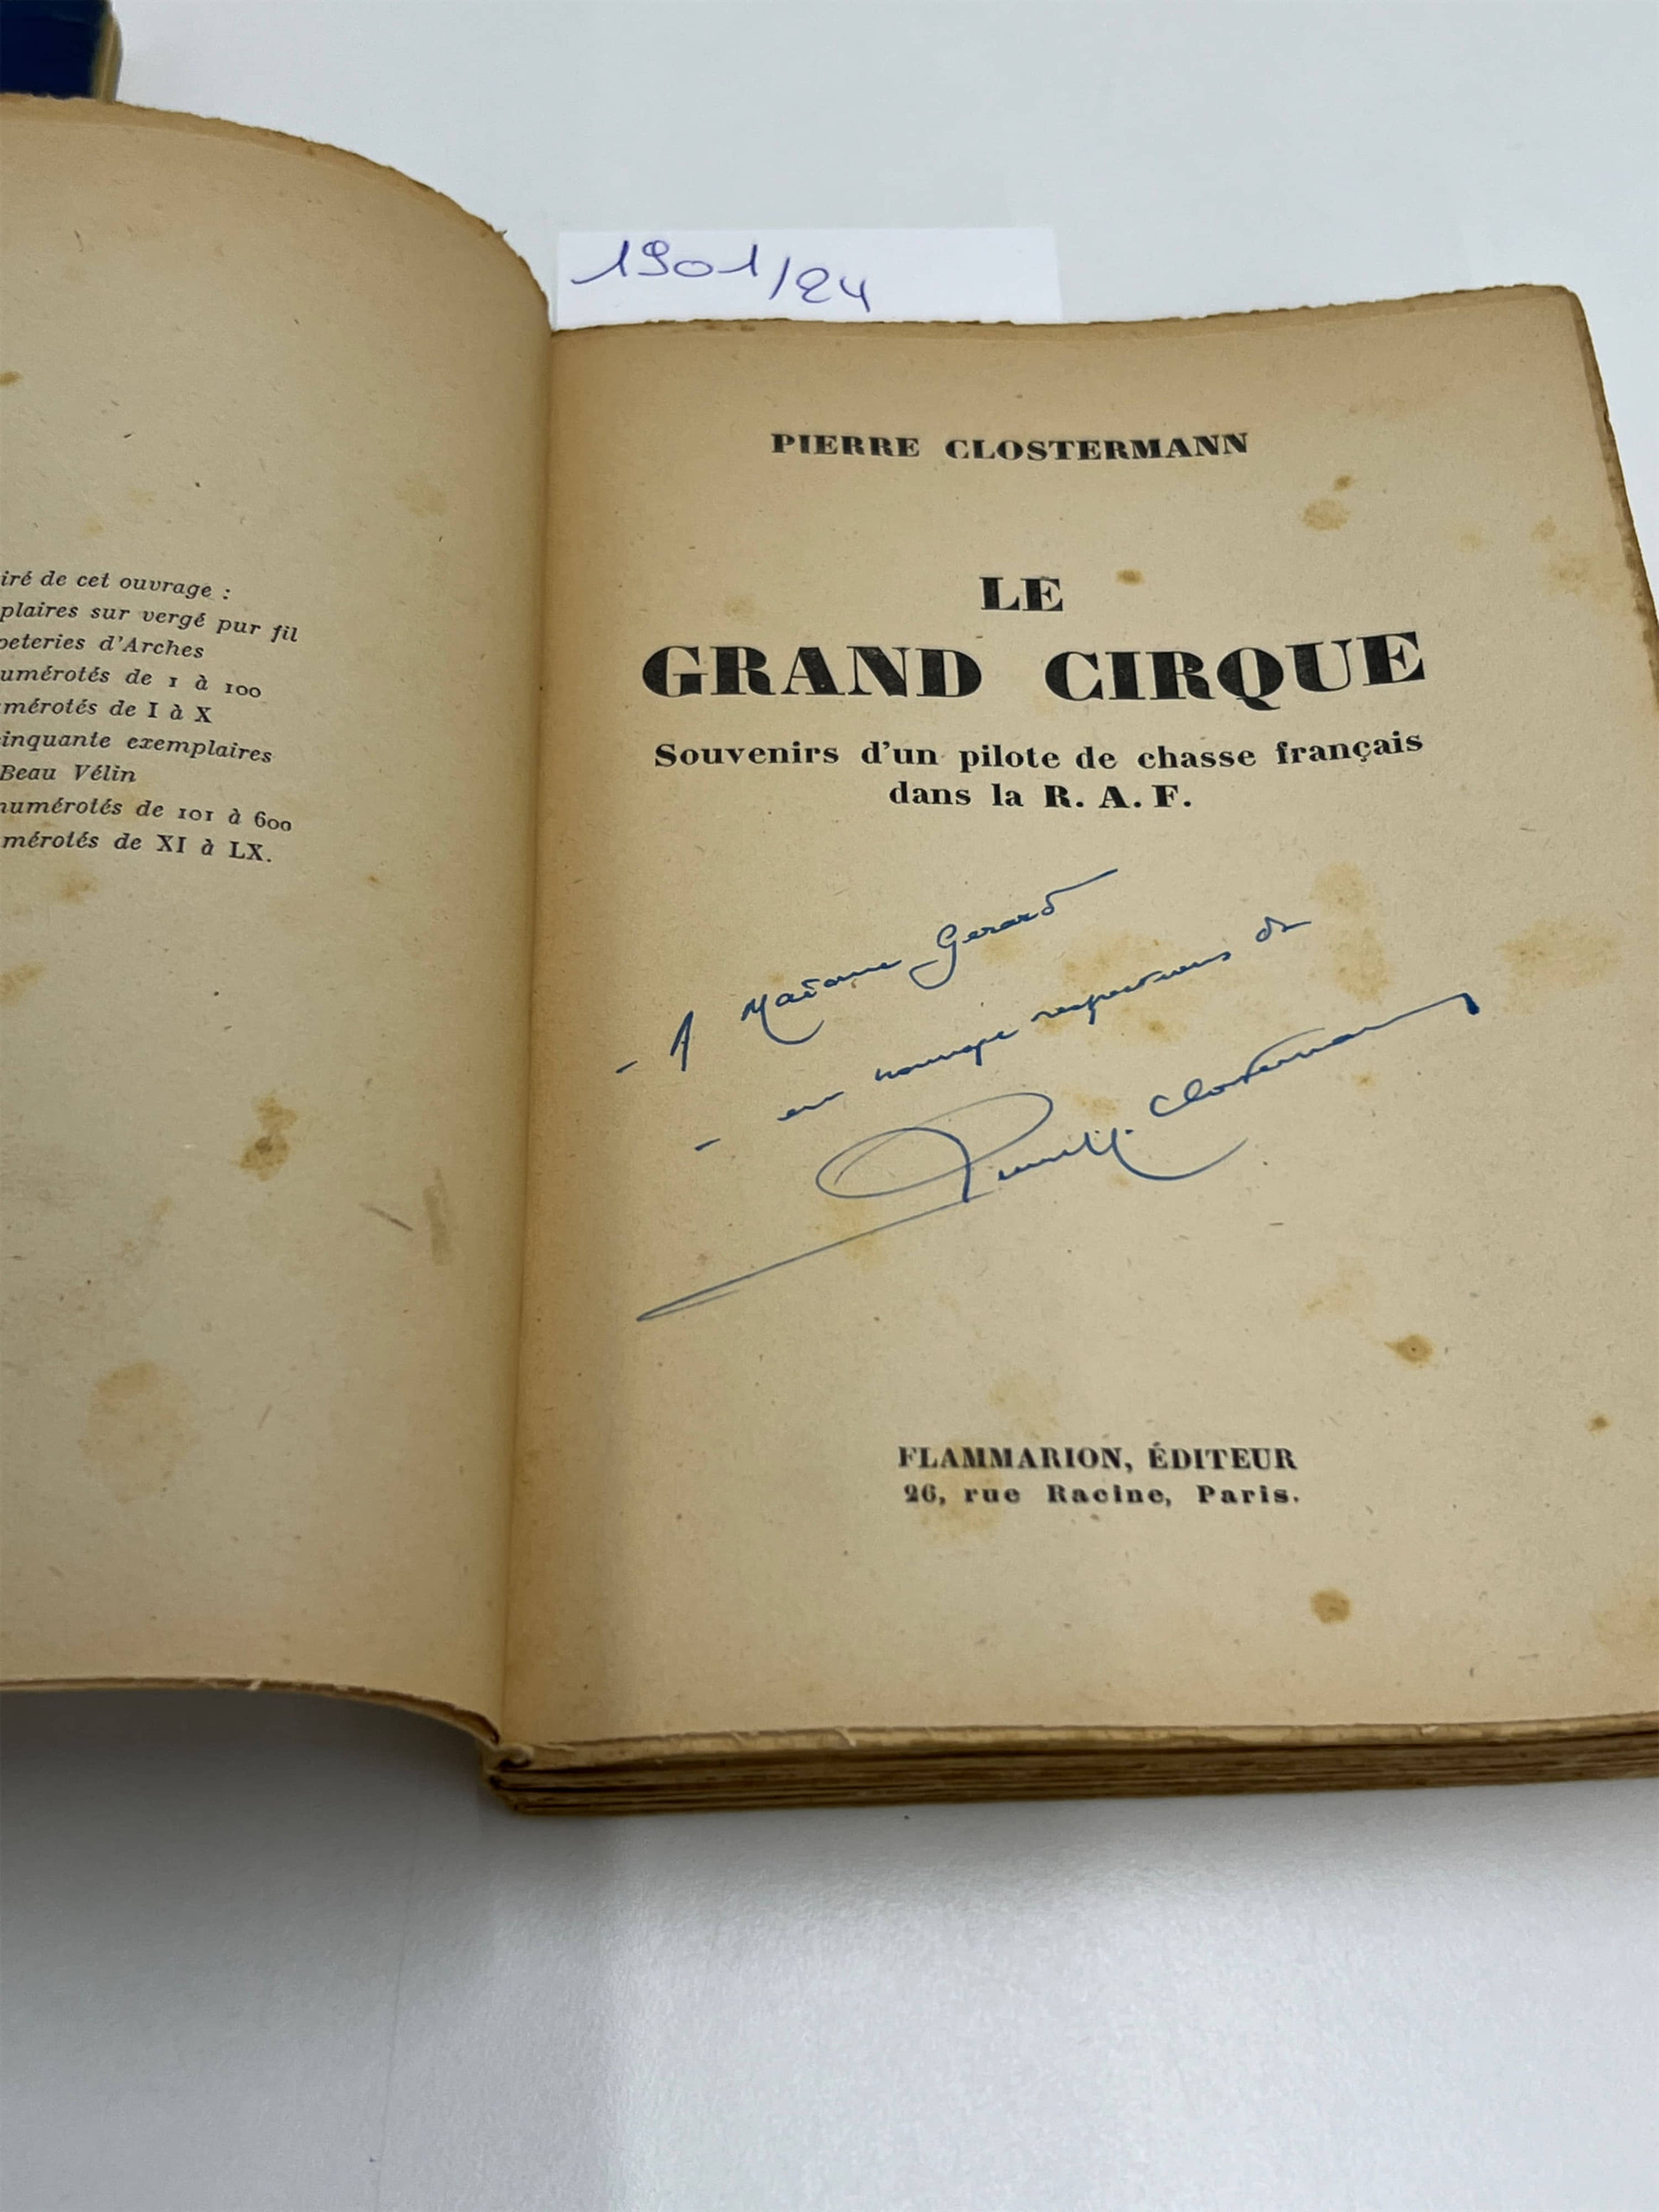 1901/24
iré de cet ouvrage :
plaires sur vergé pur fil
peteries d'Arches
umérotés de 1 à 100
mérotés de I à X
inquante exemplaires
Beau Vélin
numérotés de 101 à 600
mérotés de XI à LX.
PIERRE CLOSTERMANN
LE
GRAND CIRQUE
Souvenirs d'un pilote de chasse français
dans la R. A. F.
- A Madame Gerard
- en hommage respectueux de
Clostermann
FLAMMARION, ÉDITEUR
26, rue Racine, Paris.